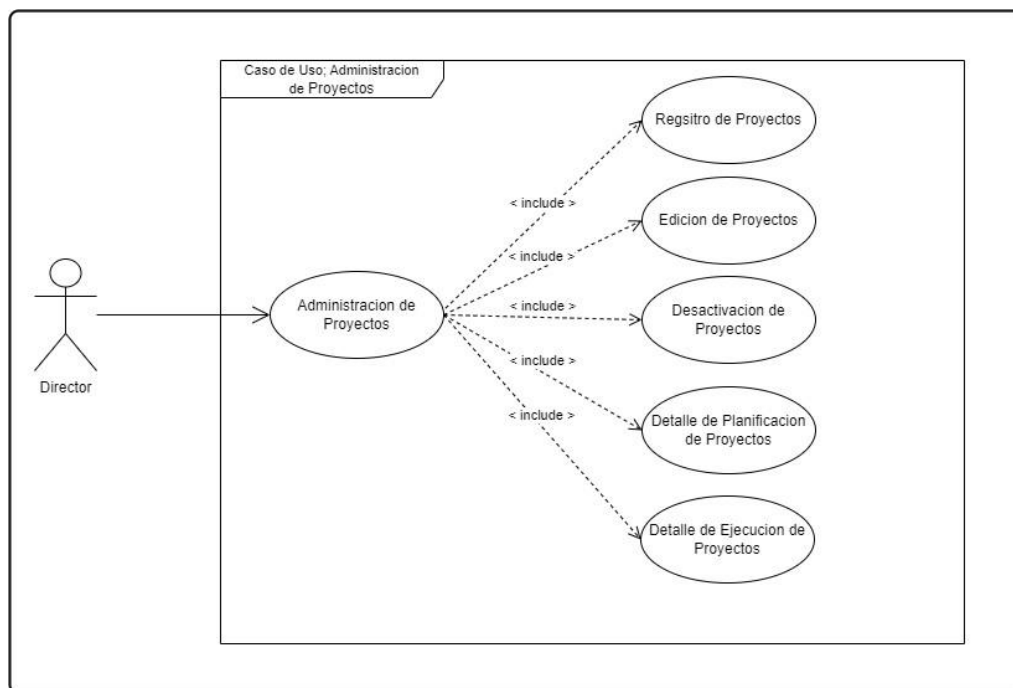 Caso de Uso; Administracion
de Proyectos
Regsitro de Proyectos
< include >
Edicion de Proyectos
< include >
Administracion de
Proyectos
< include >
Desactivacion de
Proyectos
Director
< include >
Detalle de Planificacion
de Proyectos
< include >
Detalle de Ejecucion de
Proyectos